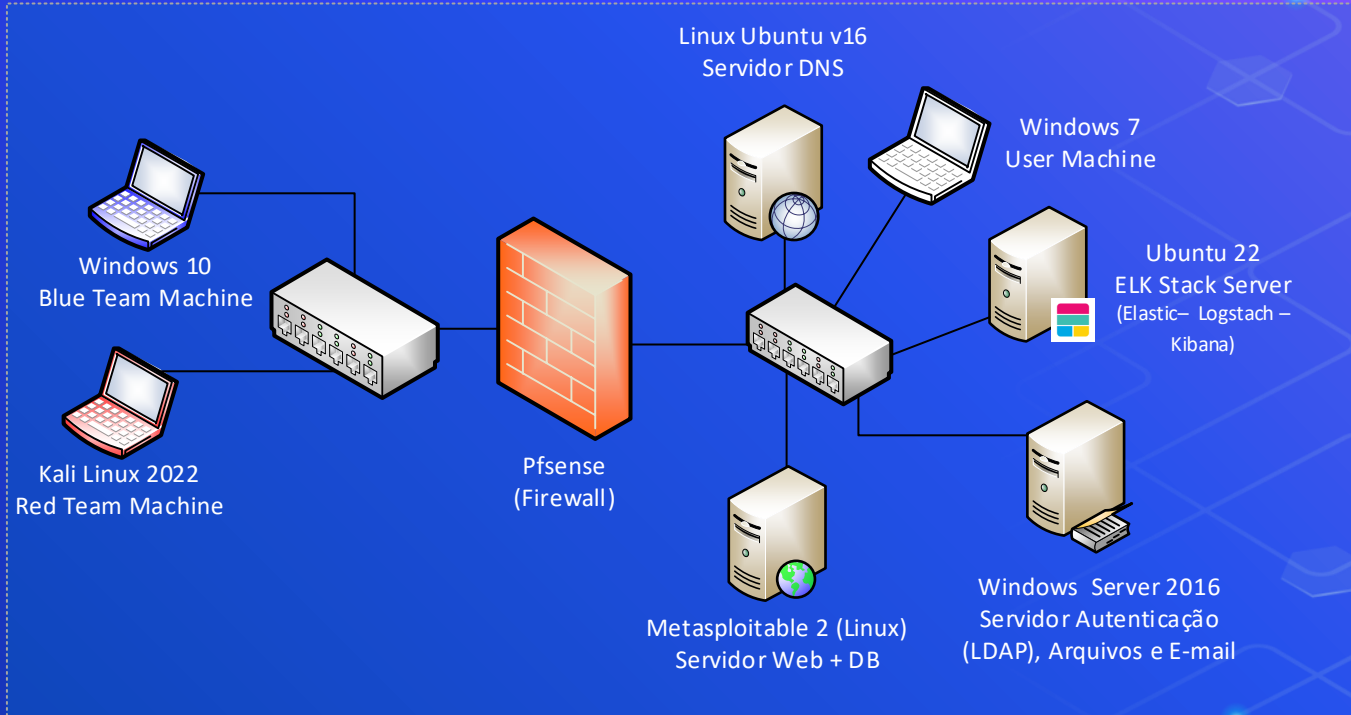 Linux Ubuntu v16
Servidor DNS
Windows 7
User Machine
Windows 10
Blue Team Machine
Ubuntu 22
ELK Stack Server
(Elastic– Logstach –
Kibana)
Kali Linux 2022
Red Team Machine
Pfsense
(Firewall)
Metasploitable 2 (Linux)
Servidor Web + DB
Windows Server 2016
Servidor Autenticação
(LDAP), Arquivos e E-mail